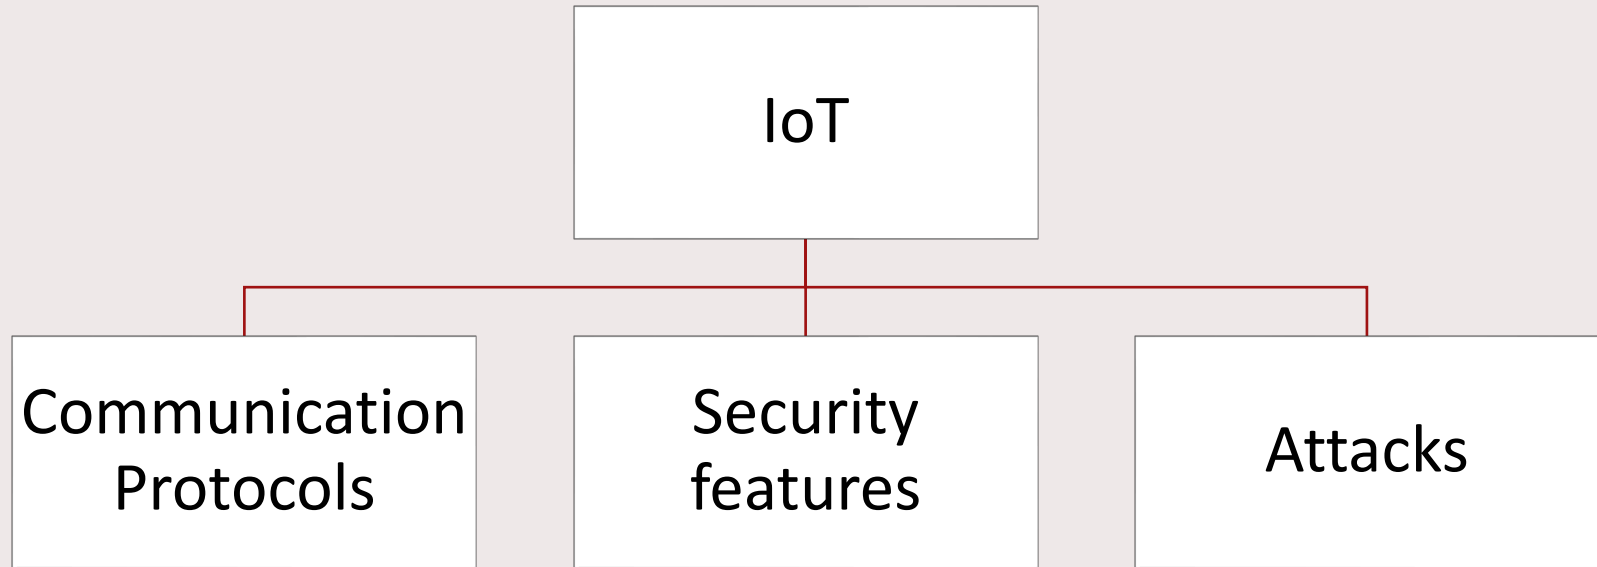 IoT
Communication
Protocols
Security
features
Attacks